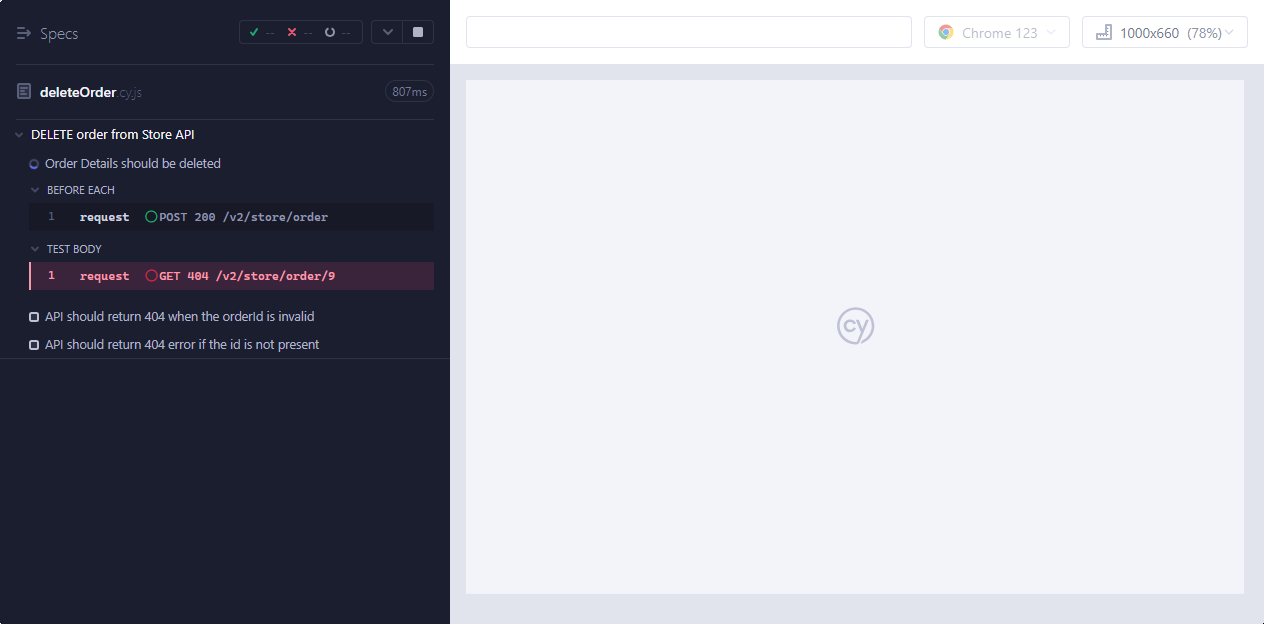 Specs -- -- --
Chrome 123 1000x660 (78%)
deleteOrder.cy.js 807ms
DELETE order from Store API
Order Details should be deleted
BEFORE EACH
1 request POST 200 /v2/store/order
TEST BODY
1 request GET 404 /v2/store/order/9
API should return 404 when the orderId is invalid
API should return 404 error if the id is not present
cy